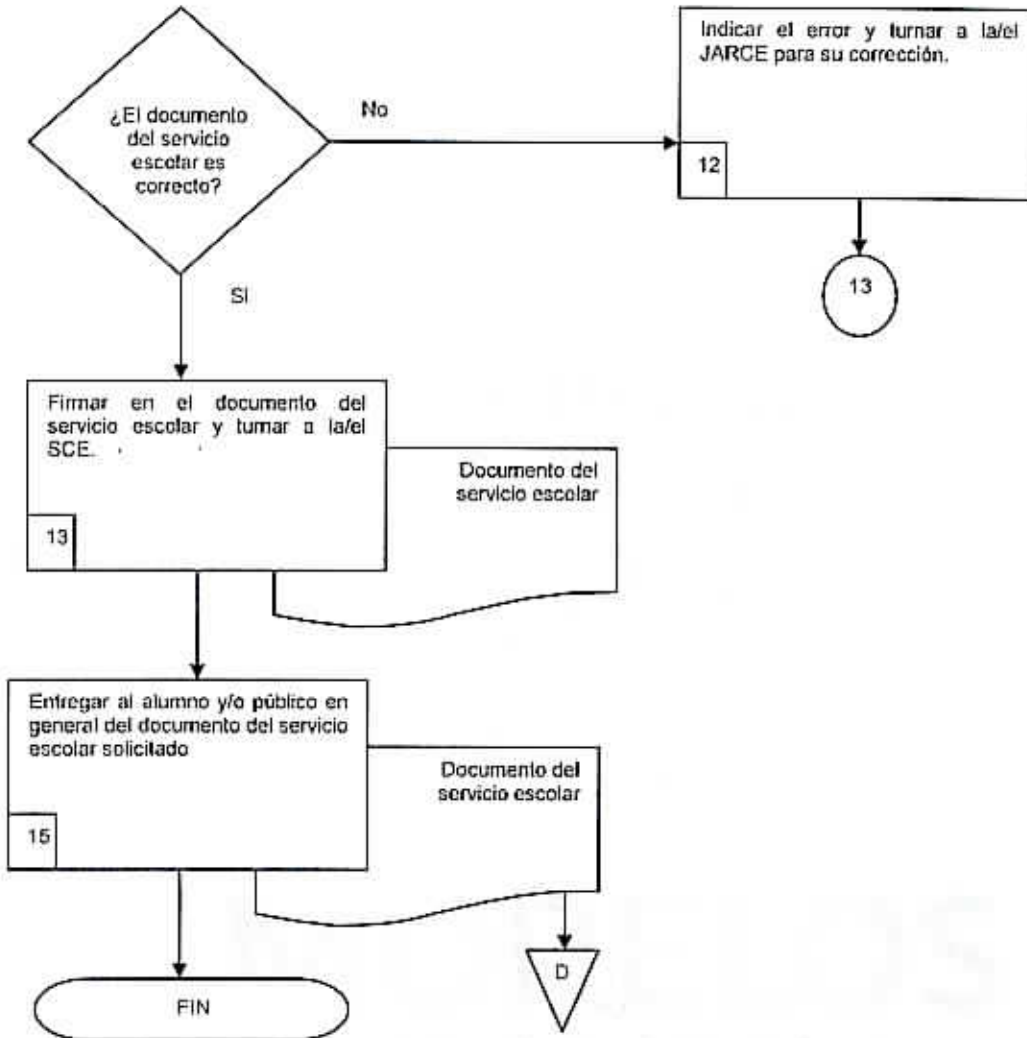 ¿El documento
del servicio
escolar es
correcto?
No
Indicar el error y turnar a la/el
JARCE para su corrección.
12
13
SI
Firmar en el documento del
servicio escolar y turnar a la/el
SCE.
13
Documento del
servicio escolar
Entregar al alumno y/o público en
general del documento del servicio
escolar solicitado
15
Documento del
servicio escolar
FIN
D